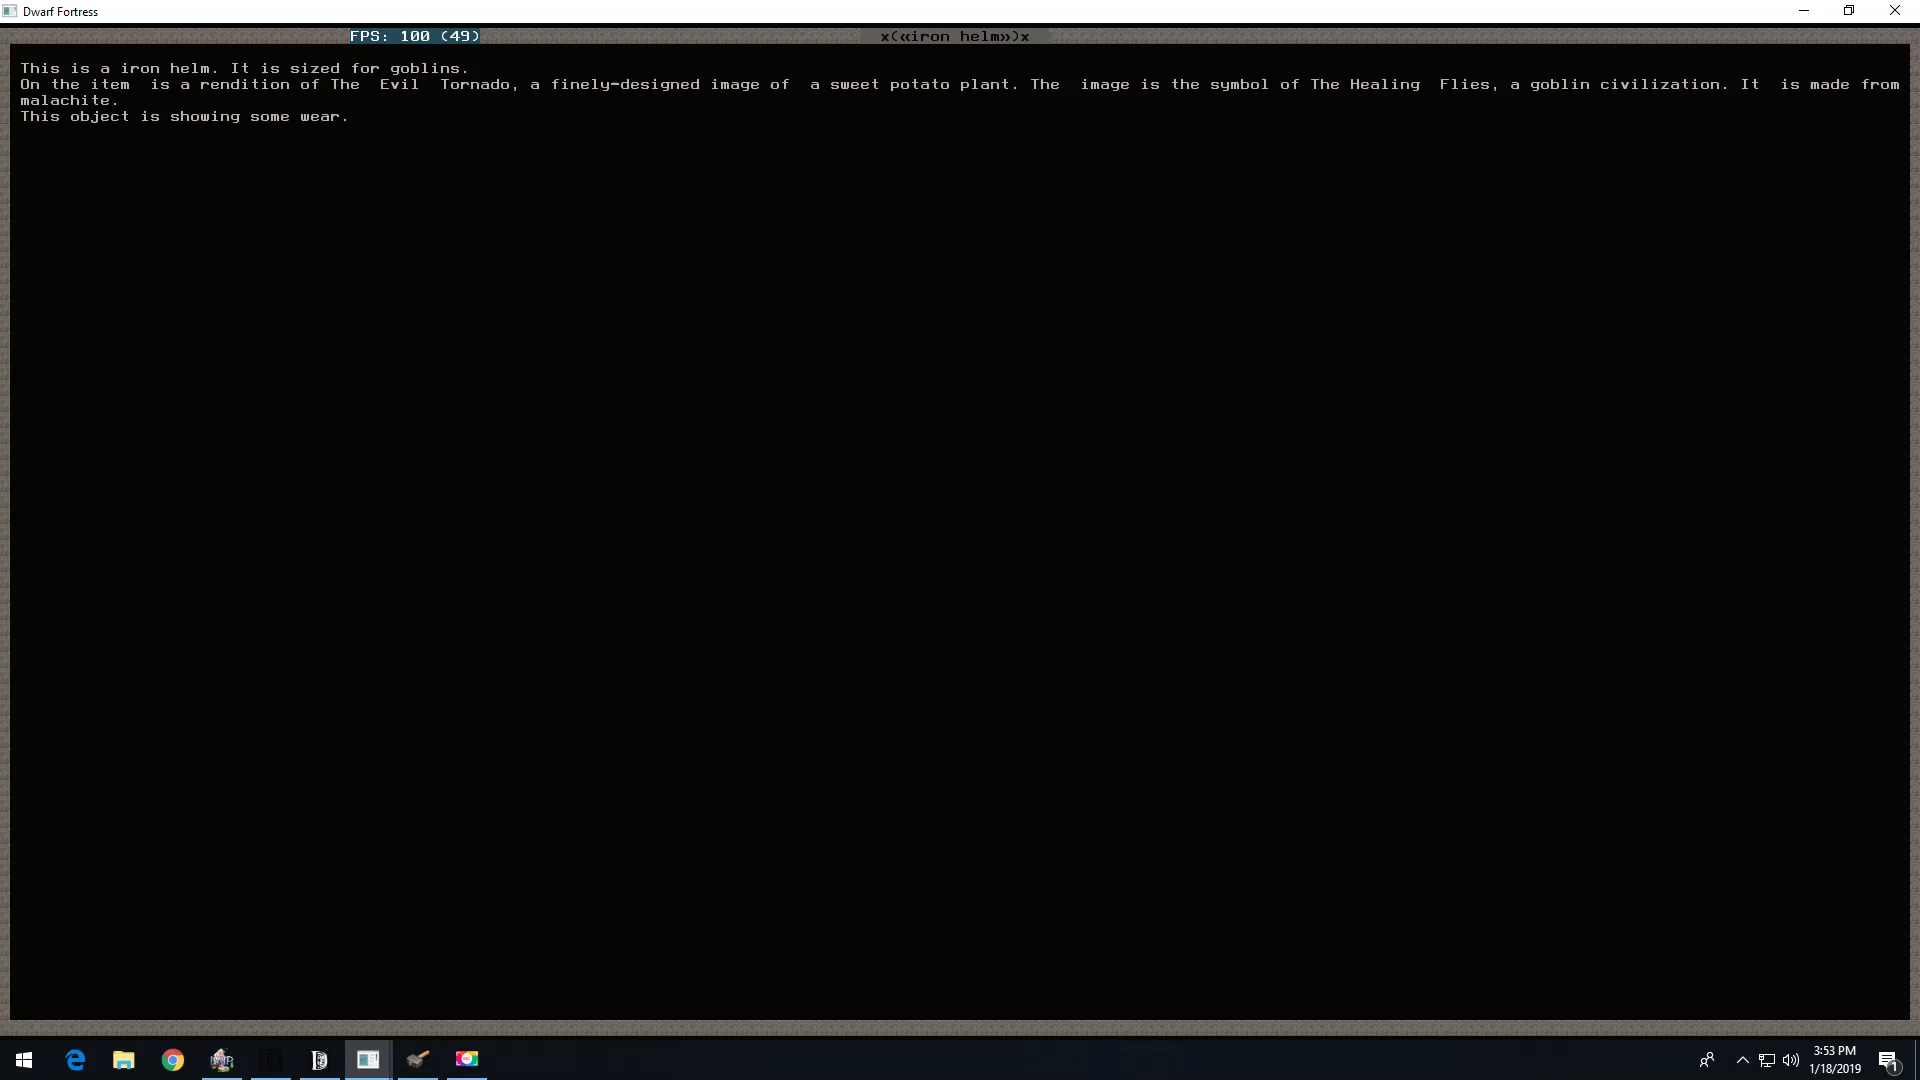 Dwarf Fortress
FPS: 100 (49)
x(«iron helm»)x
This is a iron helm. It is sized for goblins.
On the item  is a rendition of The  Evil  Tornado, a finely-designed image of  a sweet potato plant. The  image is the symbol of The Healing  Flies, a goblin civilization. It  is made from
malachite.
This object is showing some wear.
3:53 PM
1/18/2019
1